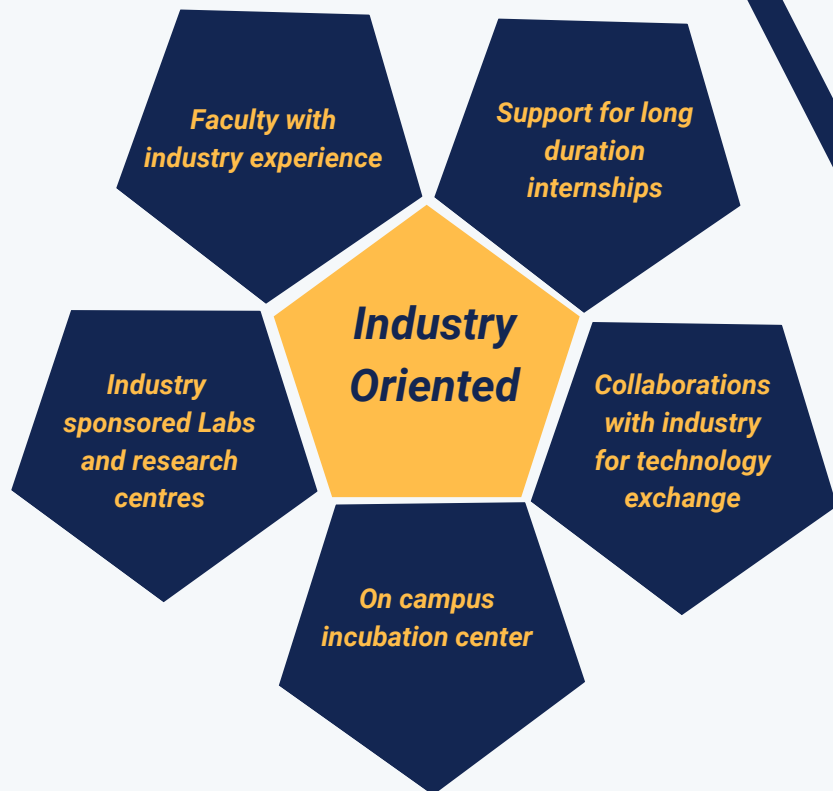 Faculty with
industry experience
Support for long
duration
internships
Industry
Oriented
Industry
sponsored Labs
and research
centres
Collaborations
with industry
for technology
exchange
On campus
incubation center